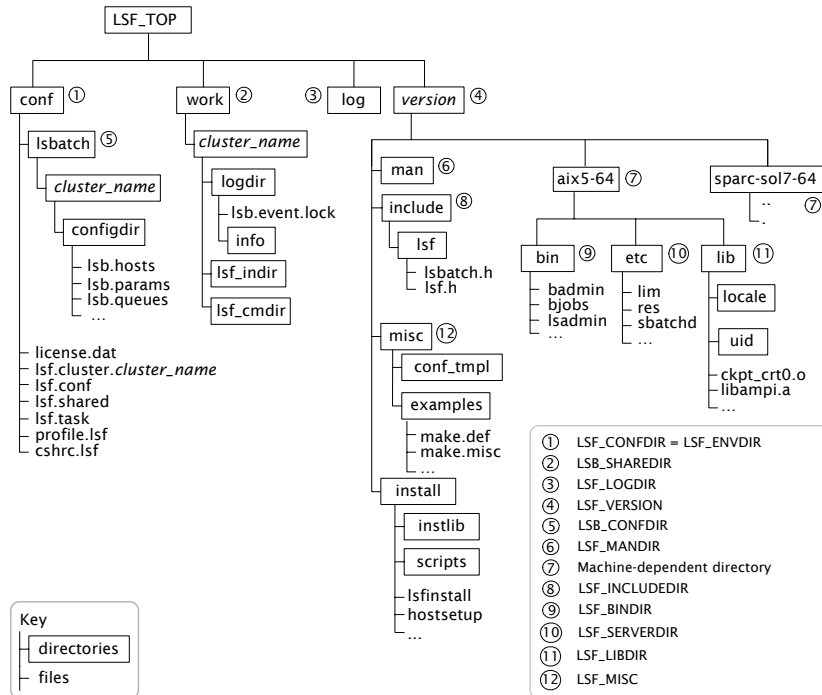 LSF_TOP
conf ①
work ②
③ log
version ④
lsbatch ⑤
cluster_name
configdir
lsb.hosts
lsb.params
lsb.queues
...
license.dat
lsf.cluster.cluster_name
lsf.conf
lsf.shared
lsf.task
profile.lsf
cshrc.lsf
cluster_name
logdir
lsb.event.lock
info
lsf_indir
lsf_cmdir
man ⑥
include ⑧
lsf
lsbatch.h
lsf.h
misc ⑫
conf_tmpl
examples
make.def
make.misc
...
install
instlib
scripts
lsfinstall
hostsetup
...
aix5-64 ⑦
bin ⑨
badmin
bjobs
lsadmin
...
etc ⑩
lim
res
sbatchd
...
lib ⑪
locale
uid
ckpt_crt0.o
libampi.a
...
sparc-sol7-64
..
. ⑦
① LSF_CONFDIR = LSF_ENVDIR
② LSB_SHAREDIR
③ LSF_LOGDIR
④ LSF_VERSION
⑤ LSB_CONFDIR
⑥ LSF_MANDIR
⑦ Machine-dependent directory
⑧ LSF_INCLUDEDIR
⑨ LSF_BINDIR
⑩ LSF_SERVERDIR
⑪ LSF_LIBDIR
⑫ LSF_MISC
Key
directories
files